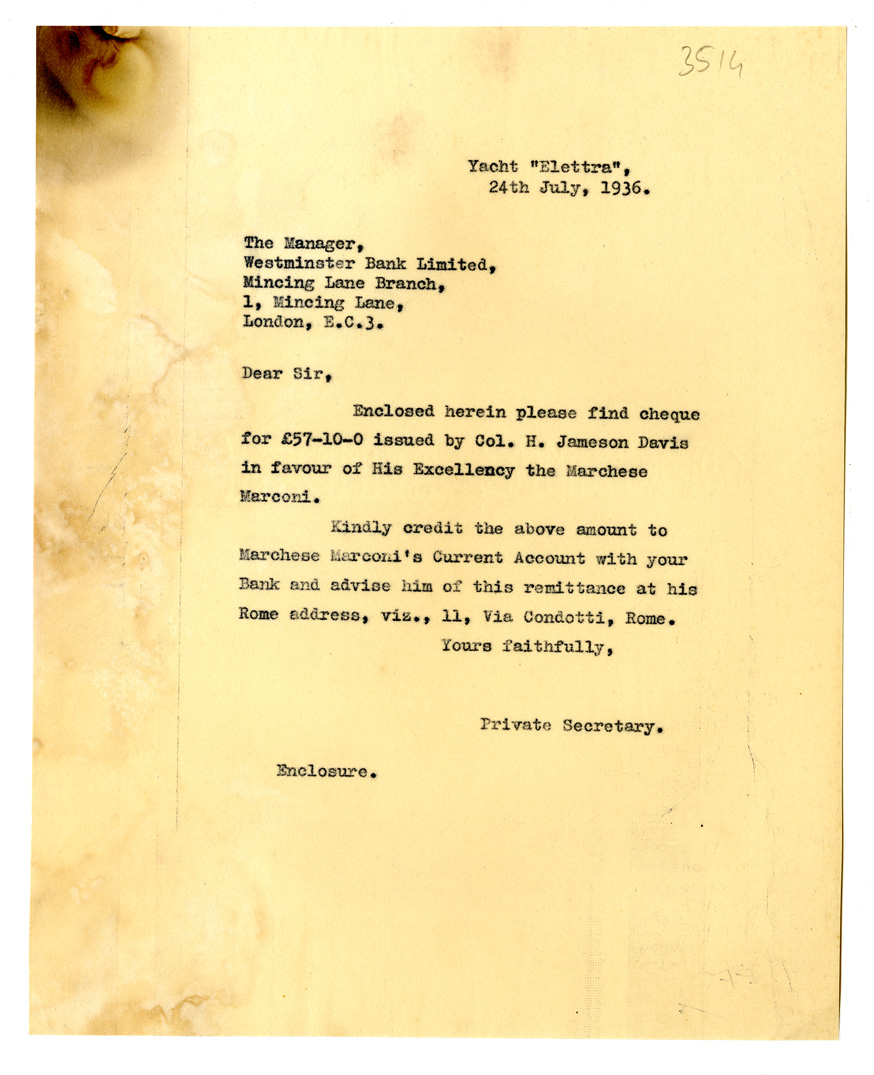 3514
Yacht "Elettra",
24th July, 1936.
The Manager,
Westminster Bank Limited,
Mincing Lane Branch,
1, Mincing Lane,
London, E.C.3.
Dear Sir,
Enclosed herein please find cheque
for £57-10-0 issued by Col. H. Jameson Davis
in favour of His Excellency the Marchese
Marconi.
Kindly credit the above amount to
Marchese Marconi's Current Account with your
Bank and advise him of this remittance at his
Rome address, viz., 11, Via Condotti, Rome.
Yours faithfully,
Private Secretary.
Enclosure.